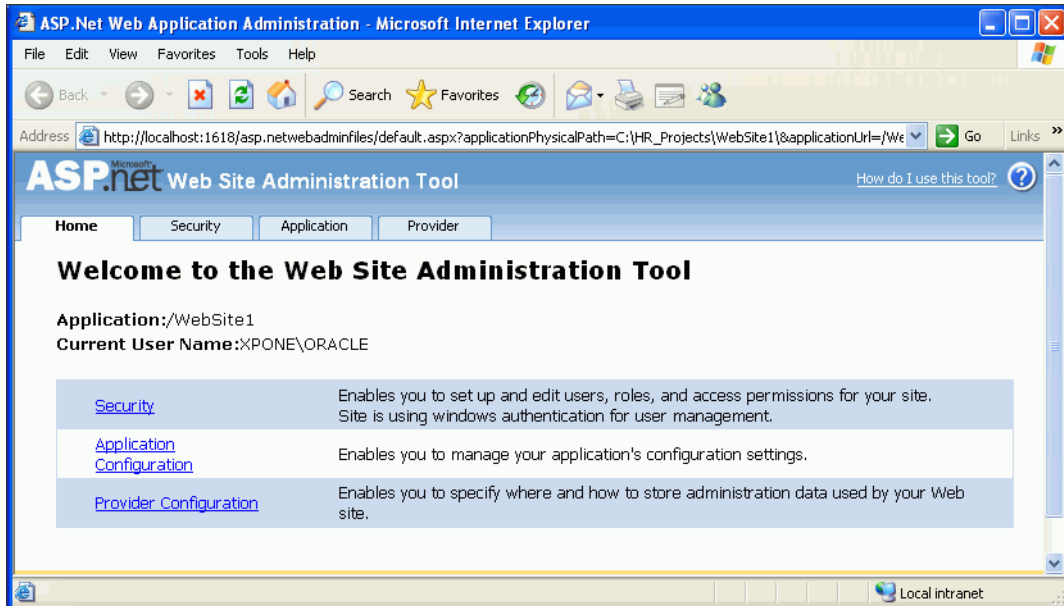 ASP.Net Web Application Administration - Microsoft Internet Explorer
File Edit View Favorites Tools Help
Back Search Favorites
Address http://localhost:1618/asp.netwebadminfiles/default.aspx?applicationPhysicalPath=C:\HR_Projects\WebSite1\&applicationUrl=/We Go Links »
Microsoft
ASP.net Web Site Administration Tool How do I use this tool? ?
Home Security Application Provider
Welcome to the Web Site Administration Tool
Application:/WebSite1
Current User Name:XPONE\ORACLE
Security Enables you to set up and edit users, roles, and access permissions for your site.
Site is using windows authentication for user management.
Application
Configuration Enables you to manage your application's configuration settings.
Provider Configuration Enables you to specify where and how to store administration data used by your Web
site.
Local intranet